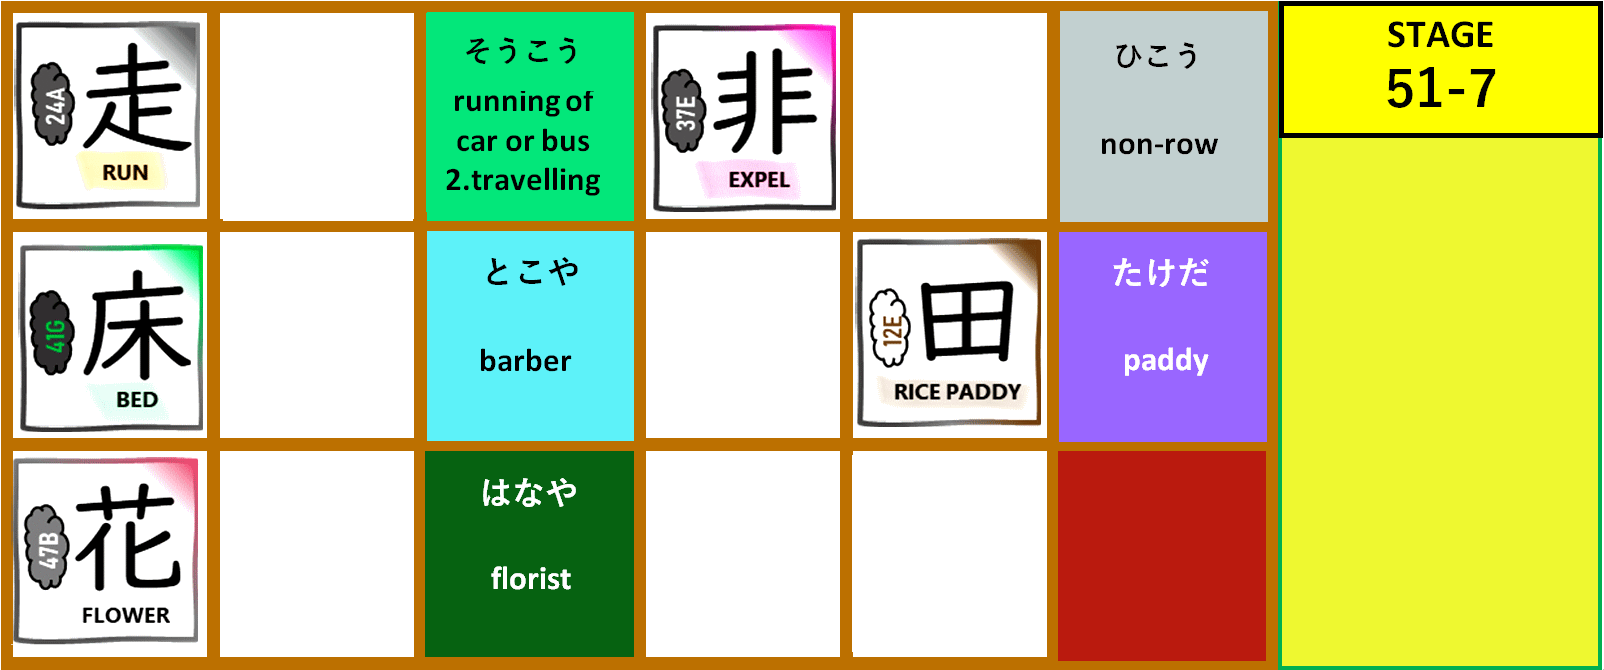 24A
走
RUN
そうこう
running of
car or bus
2.travelling
37E
非
EXPEL
ひこう
non-row
STAGE
51-7
41G
床
BED
とこや
barber
12E
田
RICE PADDY
たけだ
paddy
47B
花
FLOWER
はなや
florist